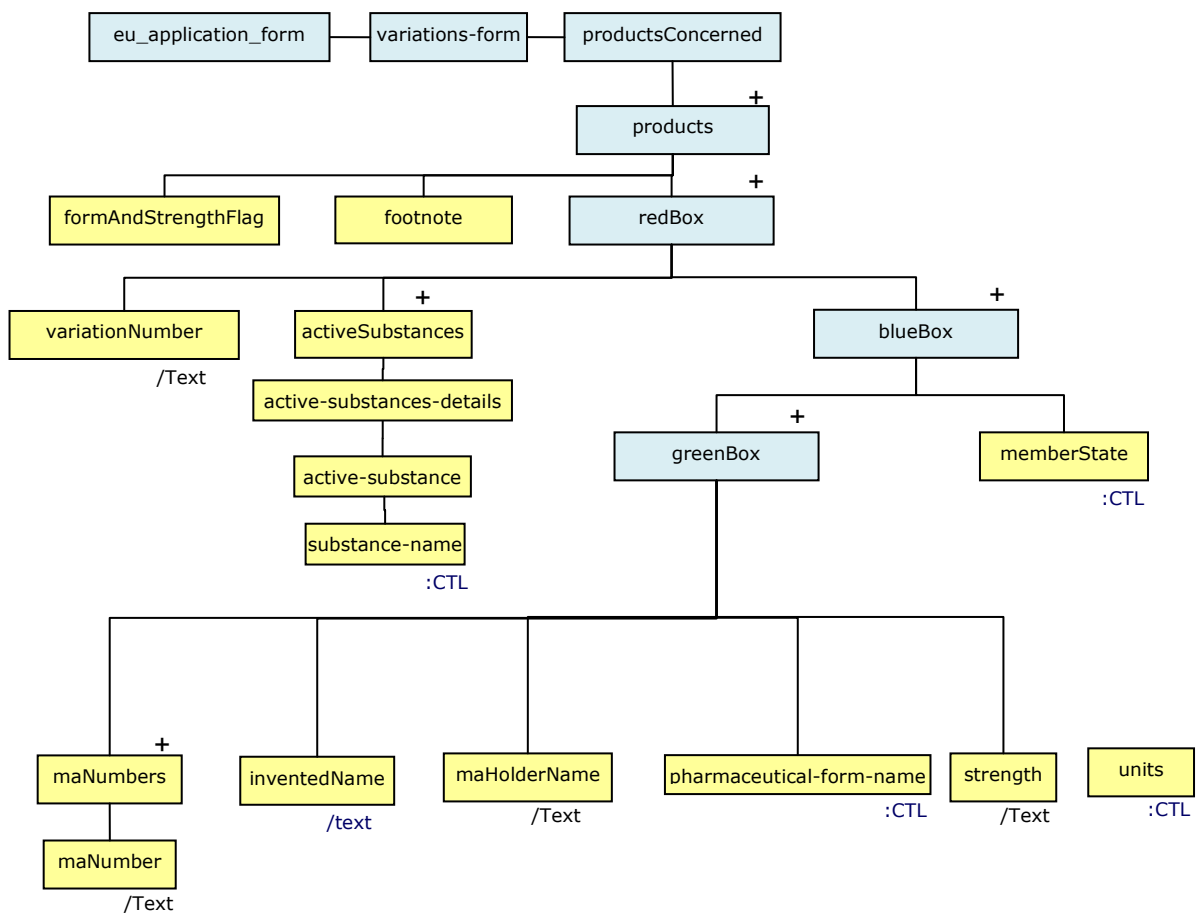 eu_application_form
variations-form
productsConcerned
+
products
+
formAndStrengthFlag
footnote
redBox
+
+
variationNumber
activeSubstances
blueBox
/Text
active-substances-details
+
greenBox
memberState
active-substance
:CTL
substance-name
:CTL
+
maNumbers
inventedName
maHolderName
pharmaceutical-form-name
strength
units
/text
/Text
:CTL
/Text
:CTL
maNumber
/Text